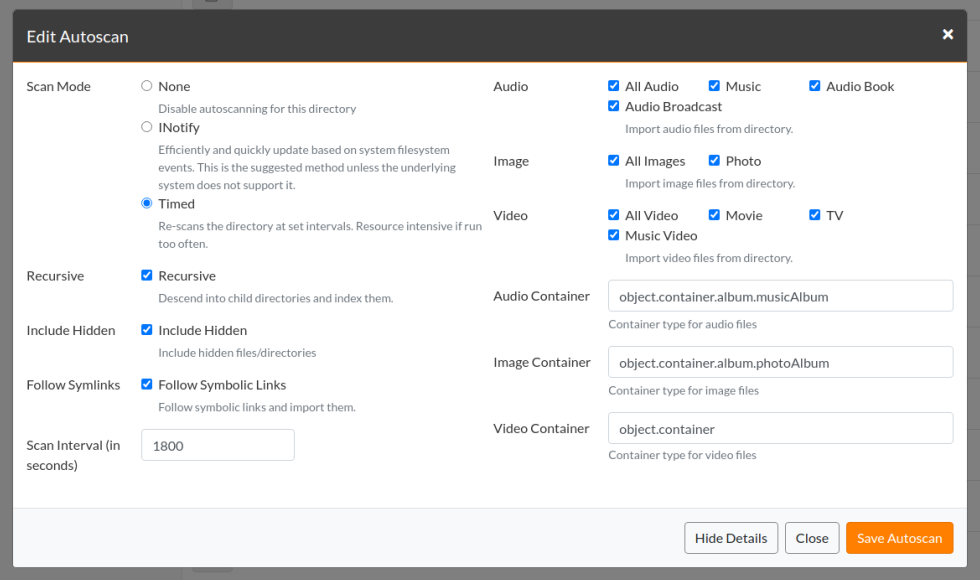 Edit Autoscan
Scan Mode
None
Disable autoscanning for this directory
INotify
Efficiently and quickly update based on system filesystem
events. This is the suggested method unless the underlying
system does not support it.
Timed
Re-scans the directory at set intervals. Resource intensive if run
too often.
Recursive
Recursive
Descend into child directories and index them.
Include Hidden
Include Hidden
Include hidden files/directories
Follow Symlinks
Follow Symbolic Links
Follow symbolic links and import them.
Scan Interval (in
seconds)
1800
Audio
All Audio
Music
Audio Book
Audio Broadcast
Import audio files from directory.
Image
All Images
Photo
Import image files from directory.
Video
All Video
Movie
TV
Music Video
Import video files from directory.
Audio Container
object.container.album.musicAlbum
Container type for audio files
Image Container
object.container.album.photoAlbum
Container type for image files
Video Container
object.container
Container type for video files
Hide Details
Close
Save Autoscan